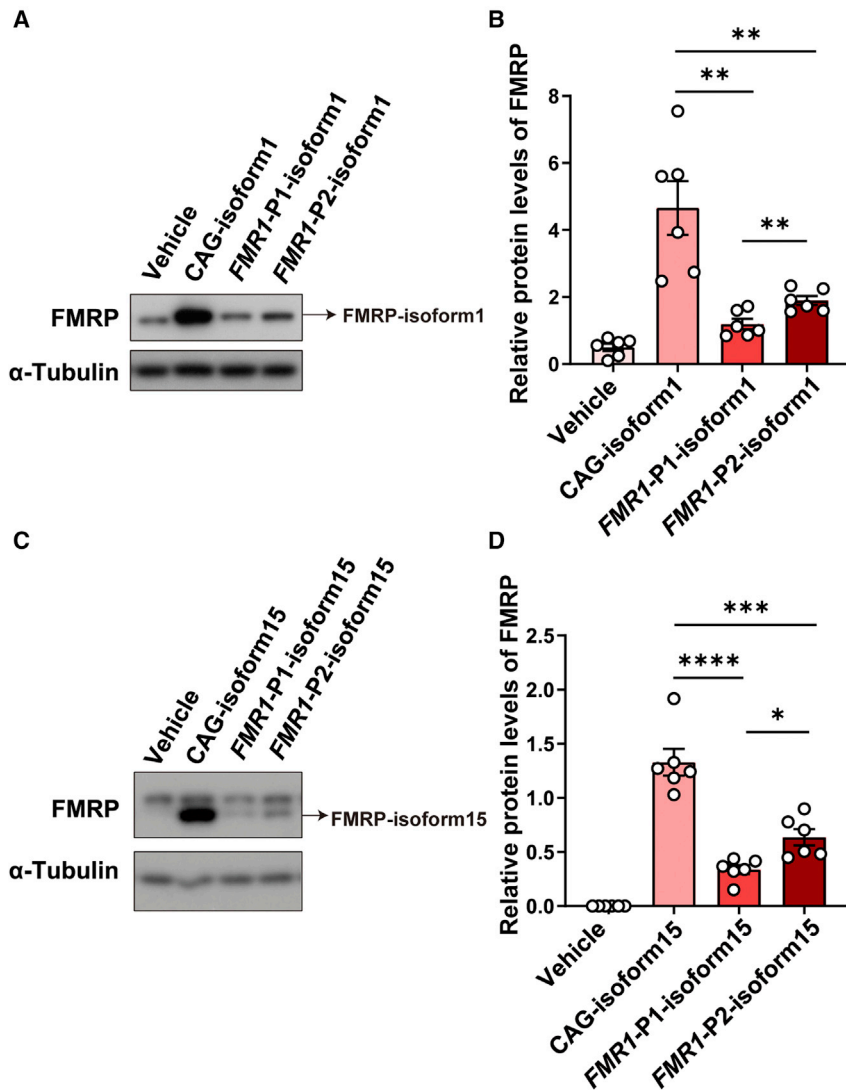 A
Vehicle
CAG-isoform1
FMR1-P1-isoform1
FMR1-P2-isoform1
FMRP
FMRP-isoform1
α-Tubulin
B
**
**
**
Relative protein levels of FMRP
8
6
4
2
0
Vehicle
CAG-isoform1
FMR1-P1-isoform1
FMR1-P2-isoform1
C
Vehicle
CAG-isoform15
FMR1-P1-isoform15
FMR1-P2-isoform15
FMRP
FMRP-isoform15
α-Tubulin
D
***
****
*
Relative protein levels of FMRP
2.5
2.0
1.5
1.0
0.5
0.0
Vehicle
CAG-isoform15
FMR1-P1-isoform15
FMR1-P2-isoform15